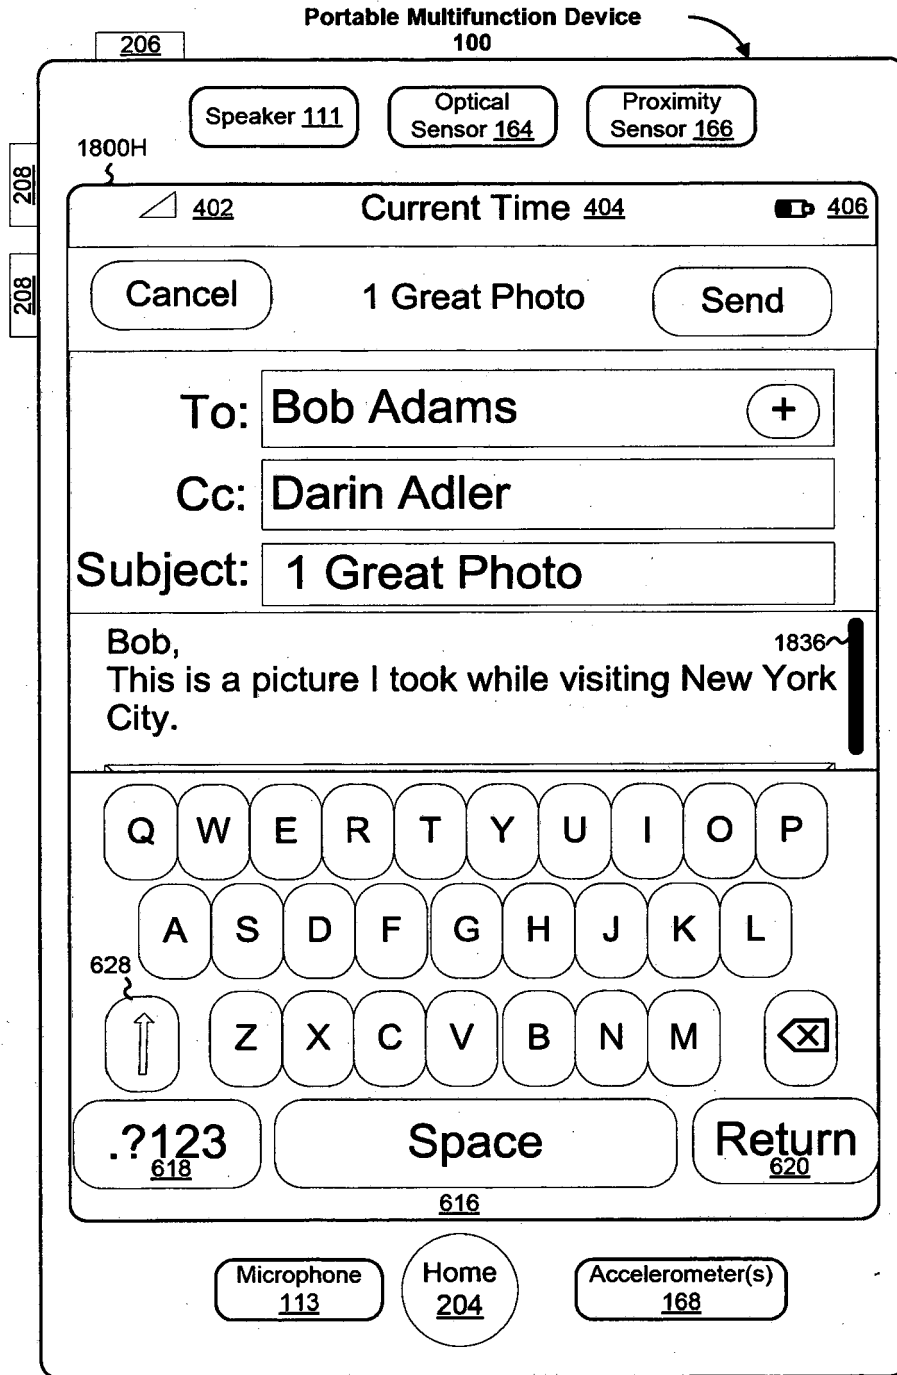 Portable Multifunction Device
100
206
Speaker 111
Optical
Sensor 164
Proximity
Sensor 166
1800H
208
208
402
Current Time 404
406
Cancel
1 Great Photo
Send
To: Bob Adams +
Cc: Darin Adler
Subject: 1 Great Photo
Bob,
1836
This is a picture I took while visiting New York
City.
Q W E R T Y U I O P
A S D F G H J K L
628
Z X C V B N M
.?123
618
Space
Return
620
616
Microphone
113
Home
204
Accelerometer(s)
168